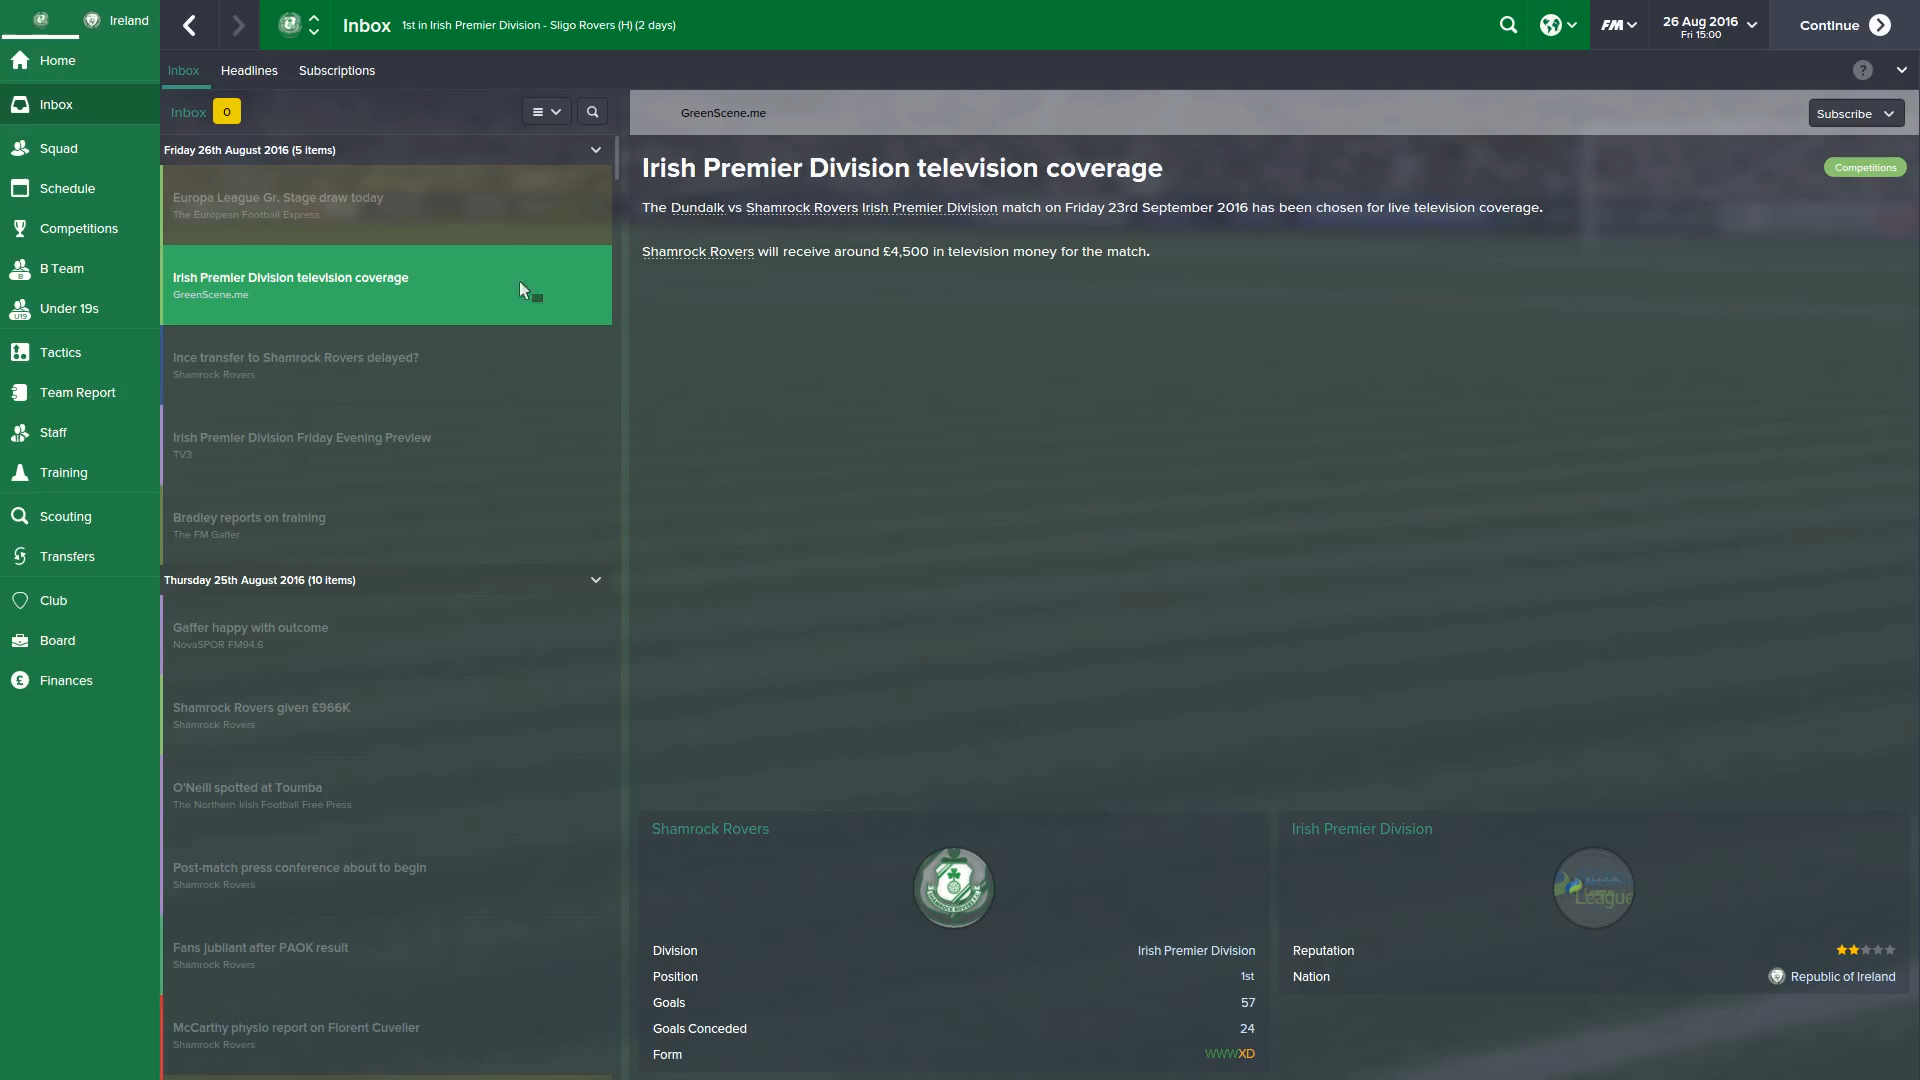 Ireland
Inbox
1st in Irish Premier Division - Sligo Rovers (H) (2 days)
FM
26 Aug 2016
Fri 15:00
Continue
Home
Inbox
Squad
Schedule
Competitions
B Team
Under 19s
Tactics
Team Report
Staff
Training
Scouting
Transfers
Club
Board
Finances
Inbox Headlines Subscriptions
?
Inbox 0
Friday 26th August 2016 (5 items)
Europa League Gr. Stage draw today
The European Football Express
Irish Premier Division television coverage
GreenScene.me
Ince transfer to Shamrock Rovers delayed?
Shamrock Rovers
Irish Premier Division Friday Evening Preview
TV3
Bradley reports on training
The FM Gaffer
Thursday 25th August 2016 (10 items)
Gaffer happy with outcome
NovaSPOR FM94.6
Shamrock Rovers given £966K
Shamrock Rovers
O'Neill spotted at Toumba
The Northern Irish Football Free Press
Post-match press conference about to begin
Shamrock Rovers
Fans jubilant after PAOK result
Shamrock Rovers
McCarthy physio report on Florent Cuvelier
Shamrock Rovers
GreenScene.me
Subscribe
Irish Premier Division television coverage
Competitions
The Dundalk vs Shamrock Rovers Irish Premier Division match on Friday 23rd September 2016 has been chosen for live television coverage.
Shamrock Rovers will receive around £4,500 in television money for the match.
Shamrock Rovers
Division Irish Premier Division
Position 1st
Goals 57
Goals Conceded 24
Form WWWXD
Irish Premier Division
League
Reputation
Nation Republic of Ireland